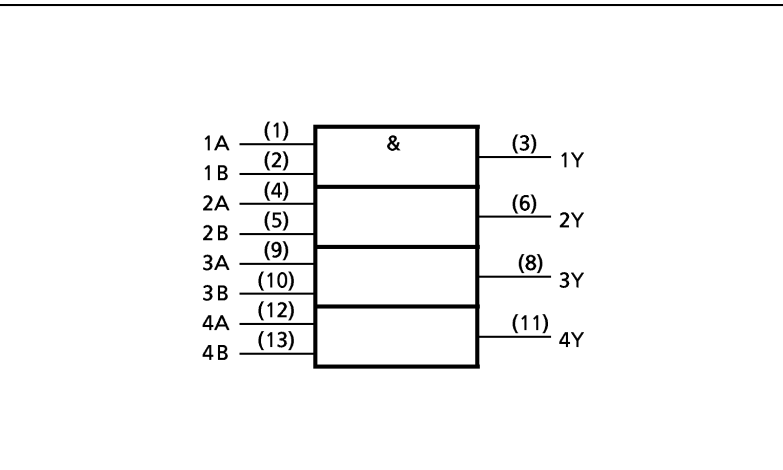 1A (1) & (3) 1Y
1B (2)
2A (4) (6) 2Y
2B (5)
3A (9) (8) 3Y
3B (10)
4A (12) (11) 4Y
4B (13)